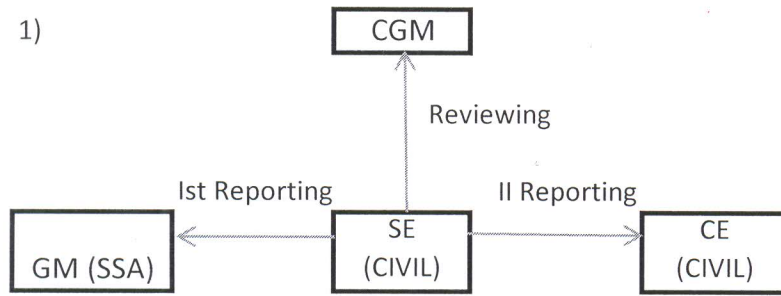 1)
CGM
Reviewing
Ist Reporting
II Reporting
GM (SSA)
SE
(CIVIL)
CE
(CIVIL)